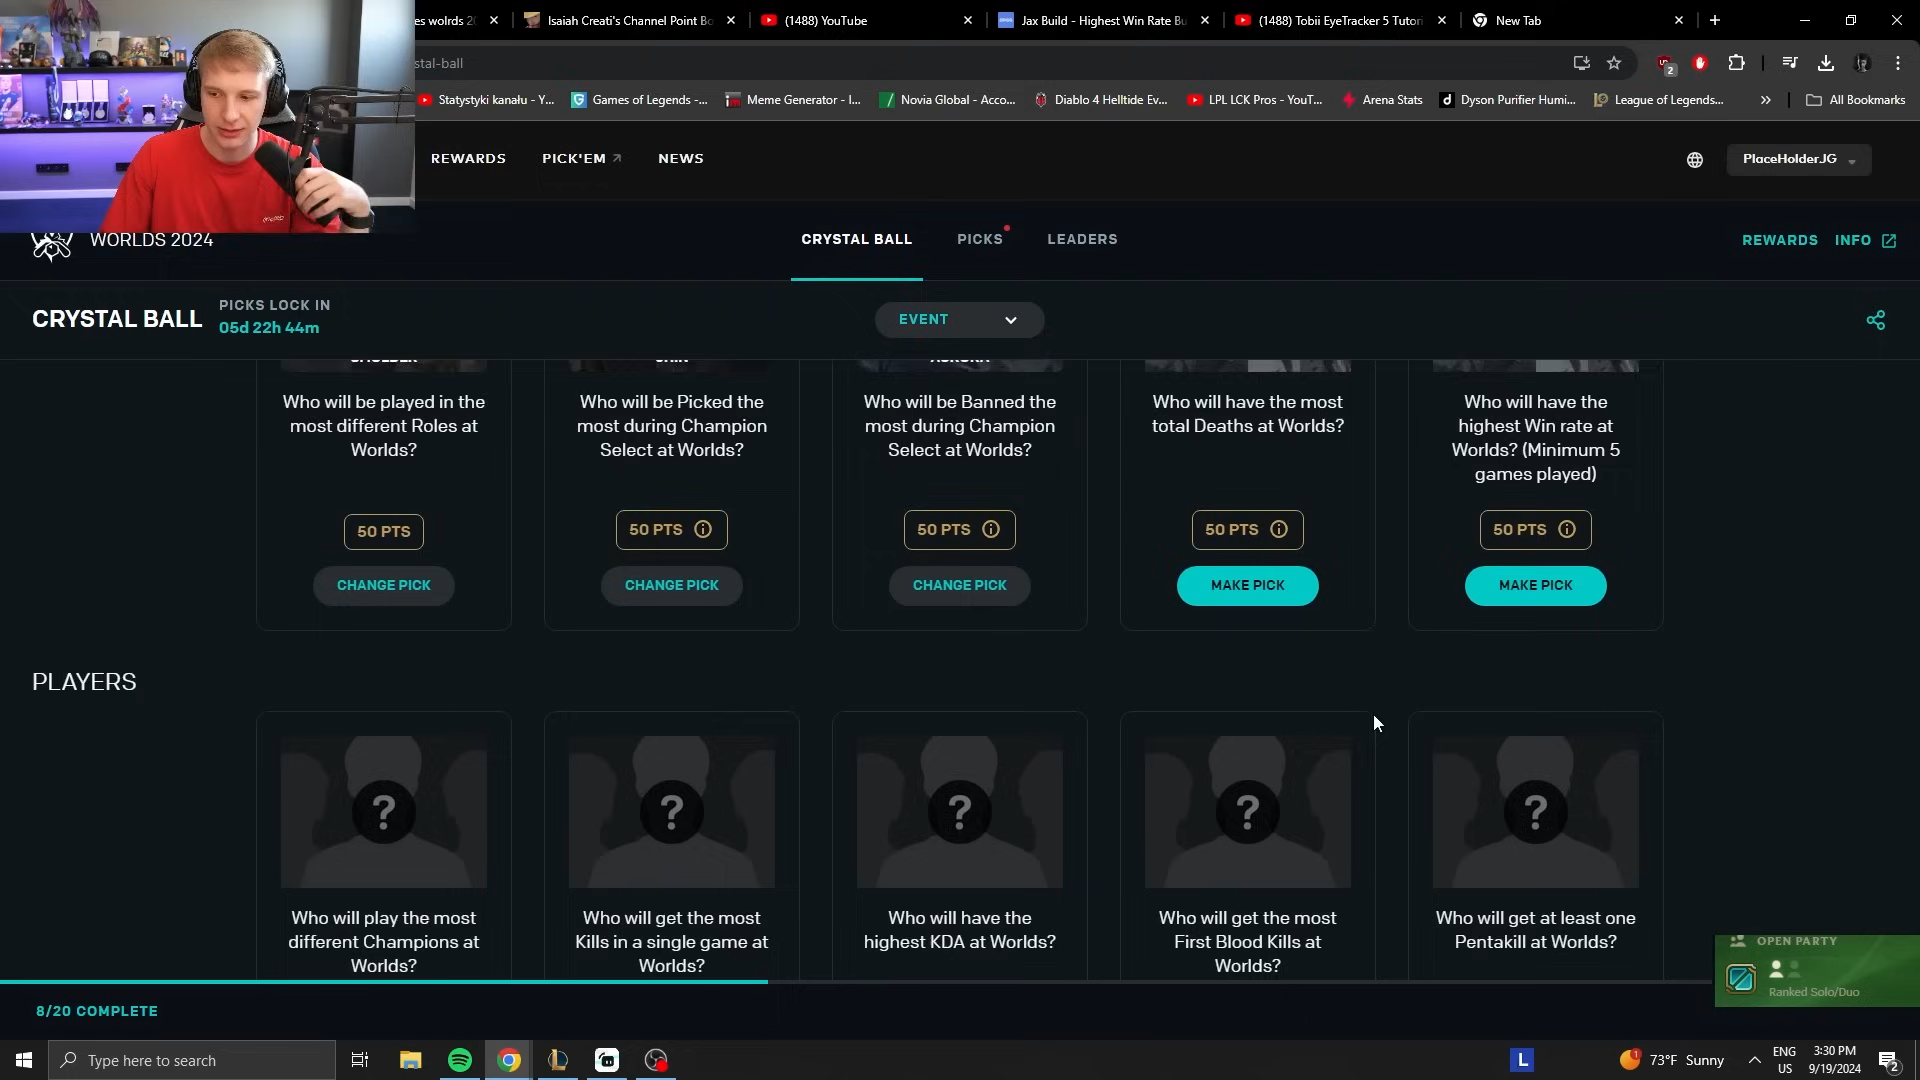 es wolrds 20
Isaiah Creati's Channel Point Bo
(1488) YouTube
Jax Build - Highest Win Rate Bu
(1488) Tobii EyeTracker 5 Tutori
New Tab
stal-ball
2
Statystyki kanału - Y...
Games of Legends -...
Meme Generator - I...
Novia Global - Acco...
Diablo 4 Helltide Ev...
LPL LCK Pros - YouT...
Arena Stats
Dyson Purifier Humi...
League of Legends...
All Bookmarks
REWARDS
PICK'EM
NEWS
PlaceHolderJG
WORLDS 2024
CRYSTAL BALL
PICKS
LEADERS
REWARDS
INFO
CRYSTAL BALL
PICKS LOCK IN
05d 22h 44m
EVENT
Who will be played in the
most different Roles at
Worlds?
50 PTS
CHANGE PICK
Who will be Picked the
most during Champion
Select at Worlds?
50 PTS
CHANGE PICK
Who will be Banned the
most during Champion
Select at Worlds?
50 PTS
CHANGE PICK
Who will have the most
total Deaths at Worlds?
50 PTS
MAKE PICK
Who will have the
highest Win rate at
Worlds? (Minimum 5
games played)
50 PTS
MAKE PICK
PLAYERS
?
Who will play the most
different Champions at
Worlds?
?
Who will get the most
Kills in a single game at
Worlds?
?
Who will have the
highest KDA at Worlds?
?
Who will get the most
First Blood Kills at
Worlds?
?
Who will get at least one
Pentakill at Worlds?
OPEN PARTY
Ranked Solo/Duo
8/20 COMPLETE
Type here to search
L
73°F Sunny
ENG
US
3:30 PM
9/19/2024
2